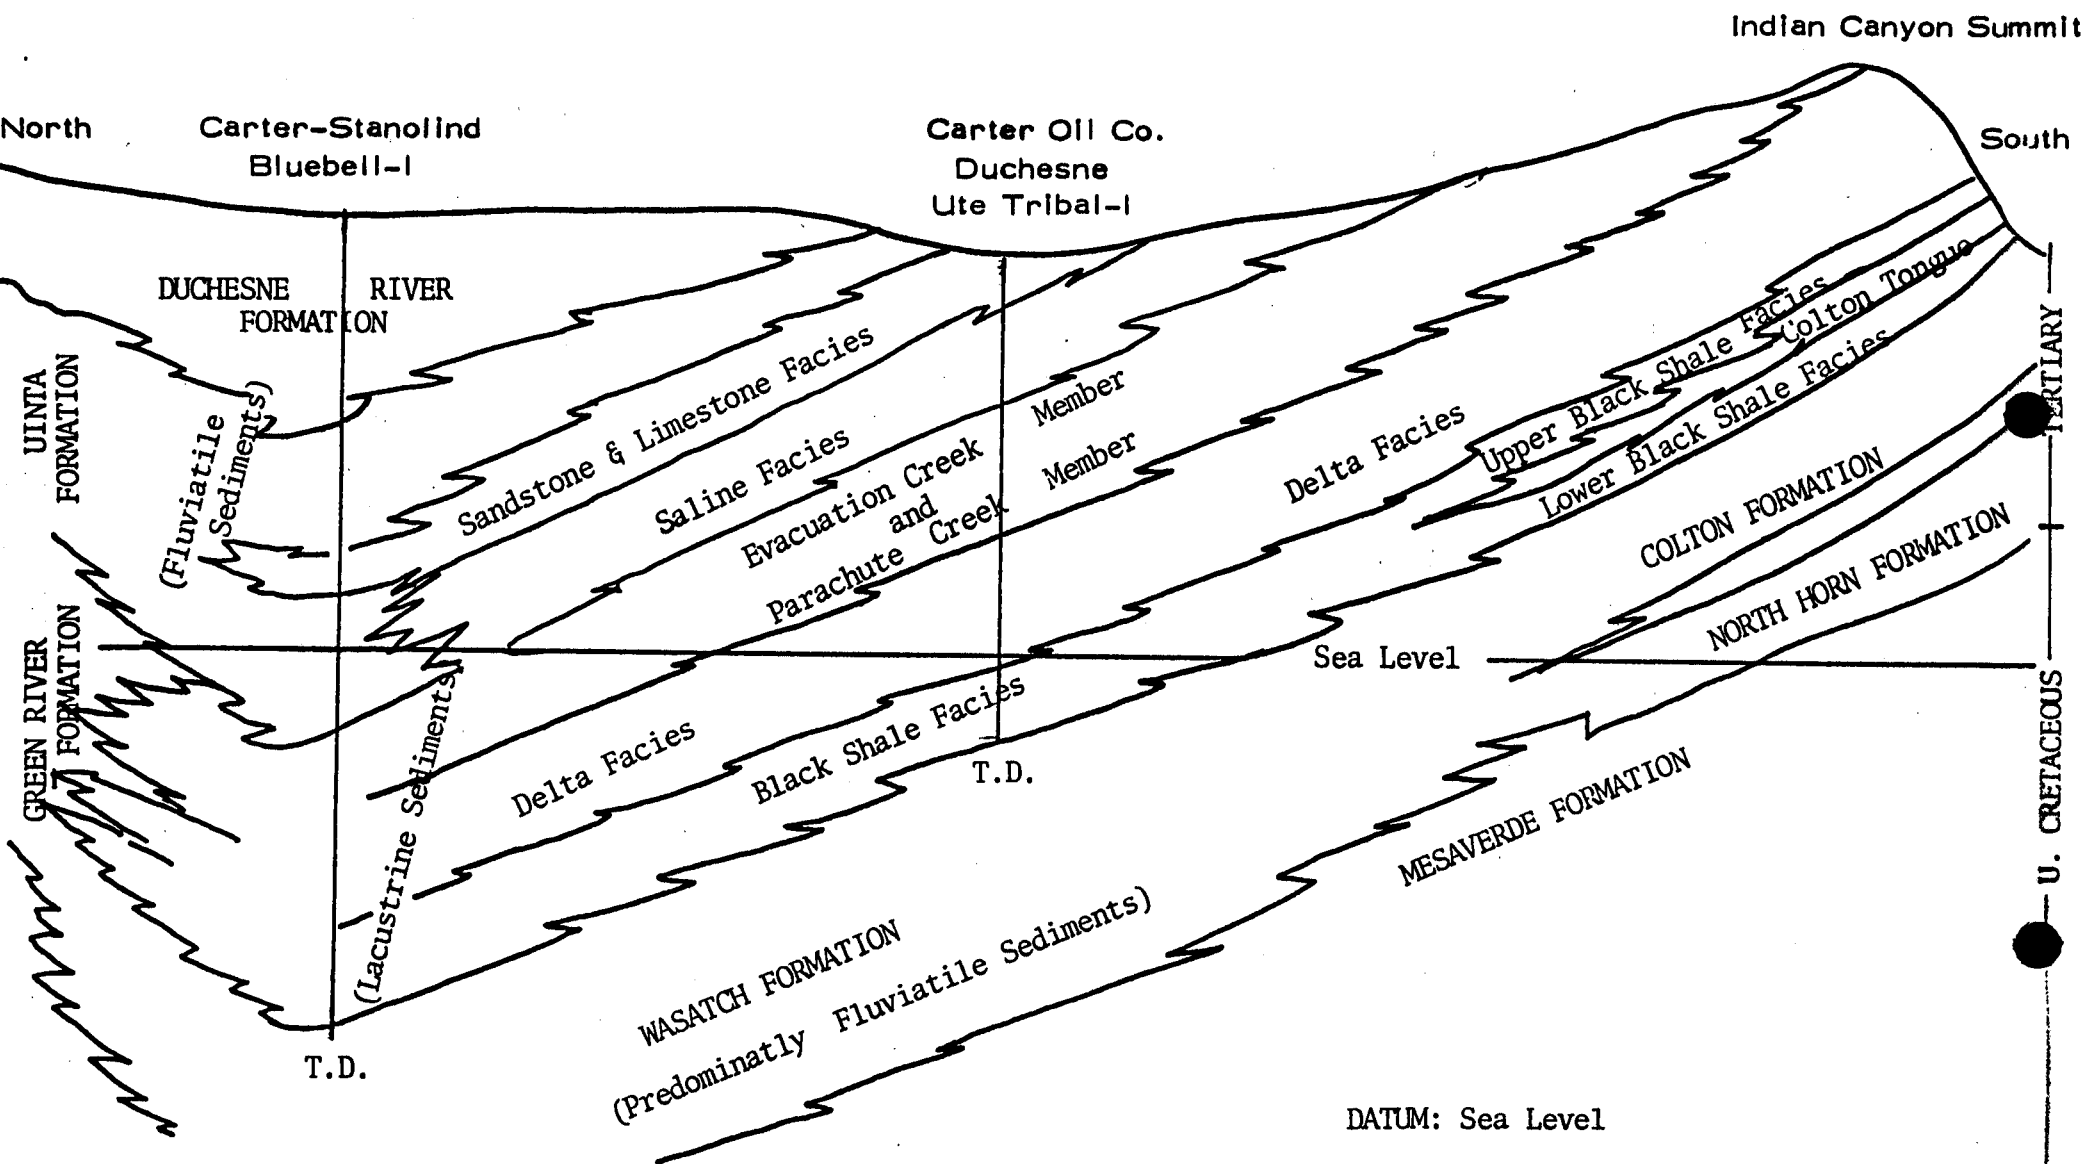 Indian Canyon Summit
North
Carter-Stanolind
Bluebell-1
Carter Oil Co.
Duchesne
Ute Tribal-1
South
DUCHESNE RIVER
FORMATION
UINTA
FORMATION
(Fluviatile
Sediments)
Sandstone & Limestone Facies
Saline Facies
Evacuation Creek Member
and
Parachute Creek Member
Delta Facies
Upper Black Shale Facies
Colton Tongue
Lower Black Shale Facies
TERTIARY
COLTON FORMATION
NORTH HORN FORMATION
GREEN RIVER
FORMATION
Sea Level
(Lacustrine Sediments)
Delta Facies
Black Shale Facies
T.D.
MESAVERDE FORMATION
U. CRETACEOUS
WASATCH FORMATION
(Predominatly Fluviatile Sediments)
T.D.
DATUM: Sea Level